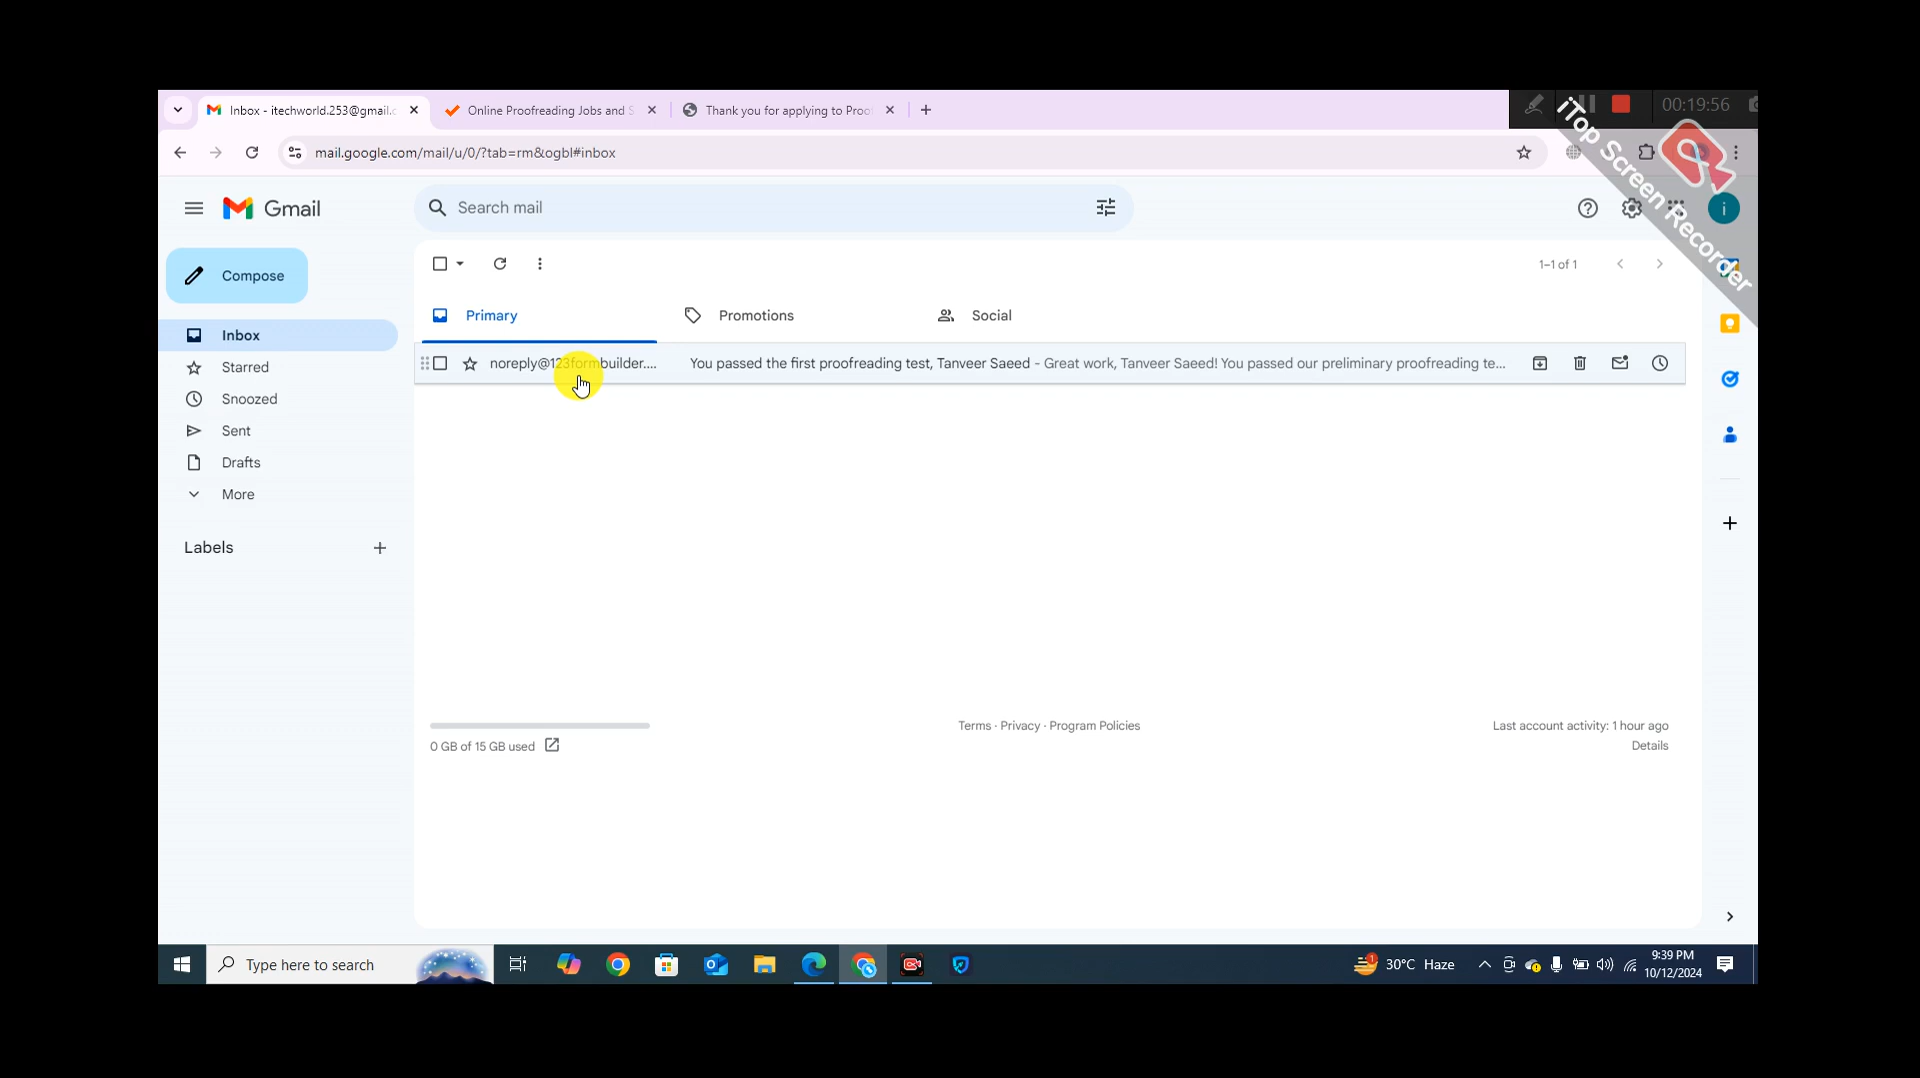 Inbox - itechworld.253@gmail.c
Online Proofreading Jobs and S
Thank you for applying to Proo
00:19:56
mail.google.com/mail/u/0/?tab=rm&ogbl#inbox
iTop Screen Recorder
Gmail
Search mail
i
Compose
1–1 of 1
Primary
Promotions
Social
Inbox
noreply@123formbuilder....
You passed the first proofreading test, Tanveer Saeed - Great work, Tanveer Saeed! You passed our preliminary proofreading te...
Starred
Snoozed
Sent
Drafts
More
Labels
0 GB of 15 GB used
Terms · Privacy · Program Policies
Last account activity: 1 hour ago
Details
Type here to search
1
30°C Haze
9:39 PM
10/12/2024